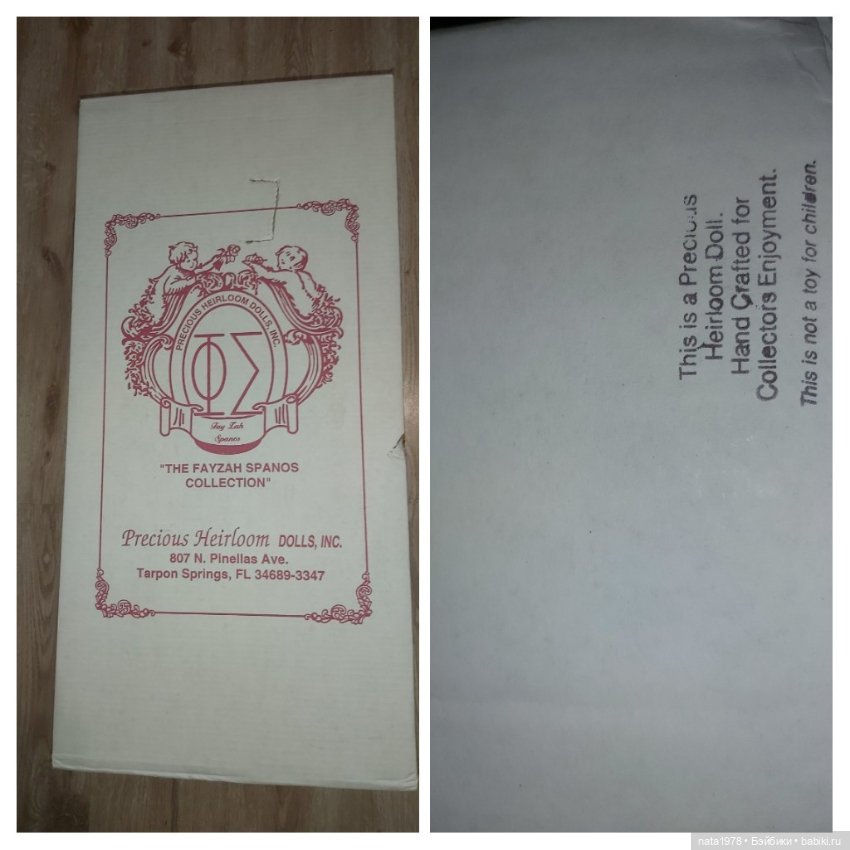 PRECIOUS HEIRLOOM DOLLS, INC.
ΦΣ
Fay Zah
Spanos
"THE FAYZAH SPANOS
COLLECTION"
Precious Heirloom DOLLS, INC.
807 N. Pinellas Ave.
Tarpon Springs, FL 34689-3347
This is a Precious
Heirloom Doll.
Hand Crafted for
Collectors Enjoyment.
This is not a toy for children.
nata1978 • Бэйбики • babiki.ru